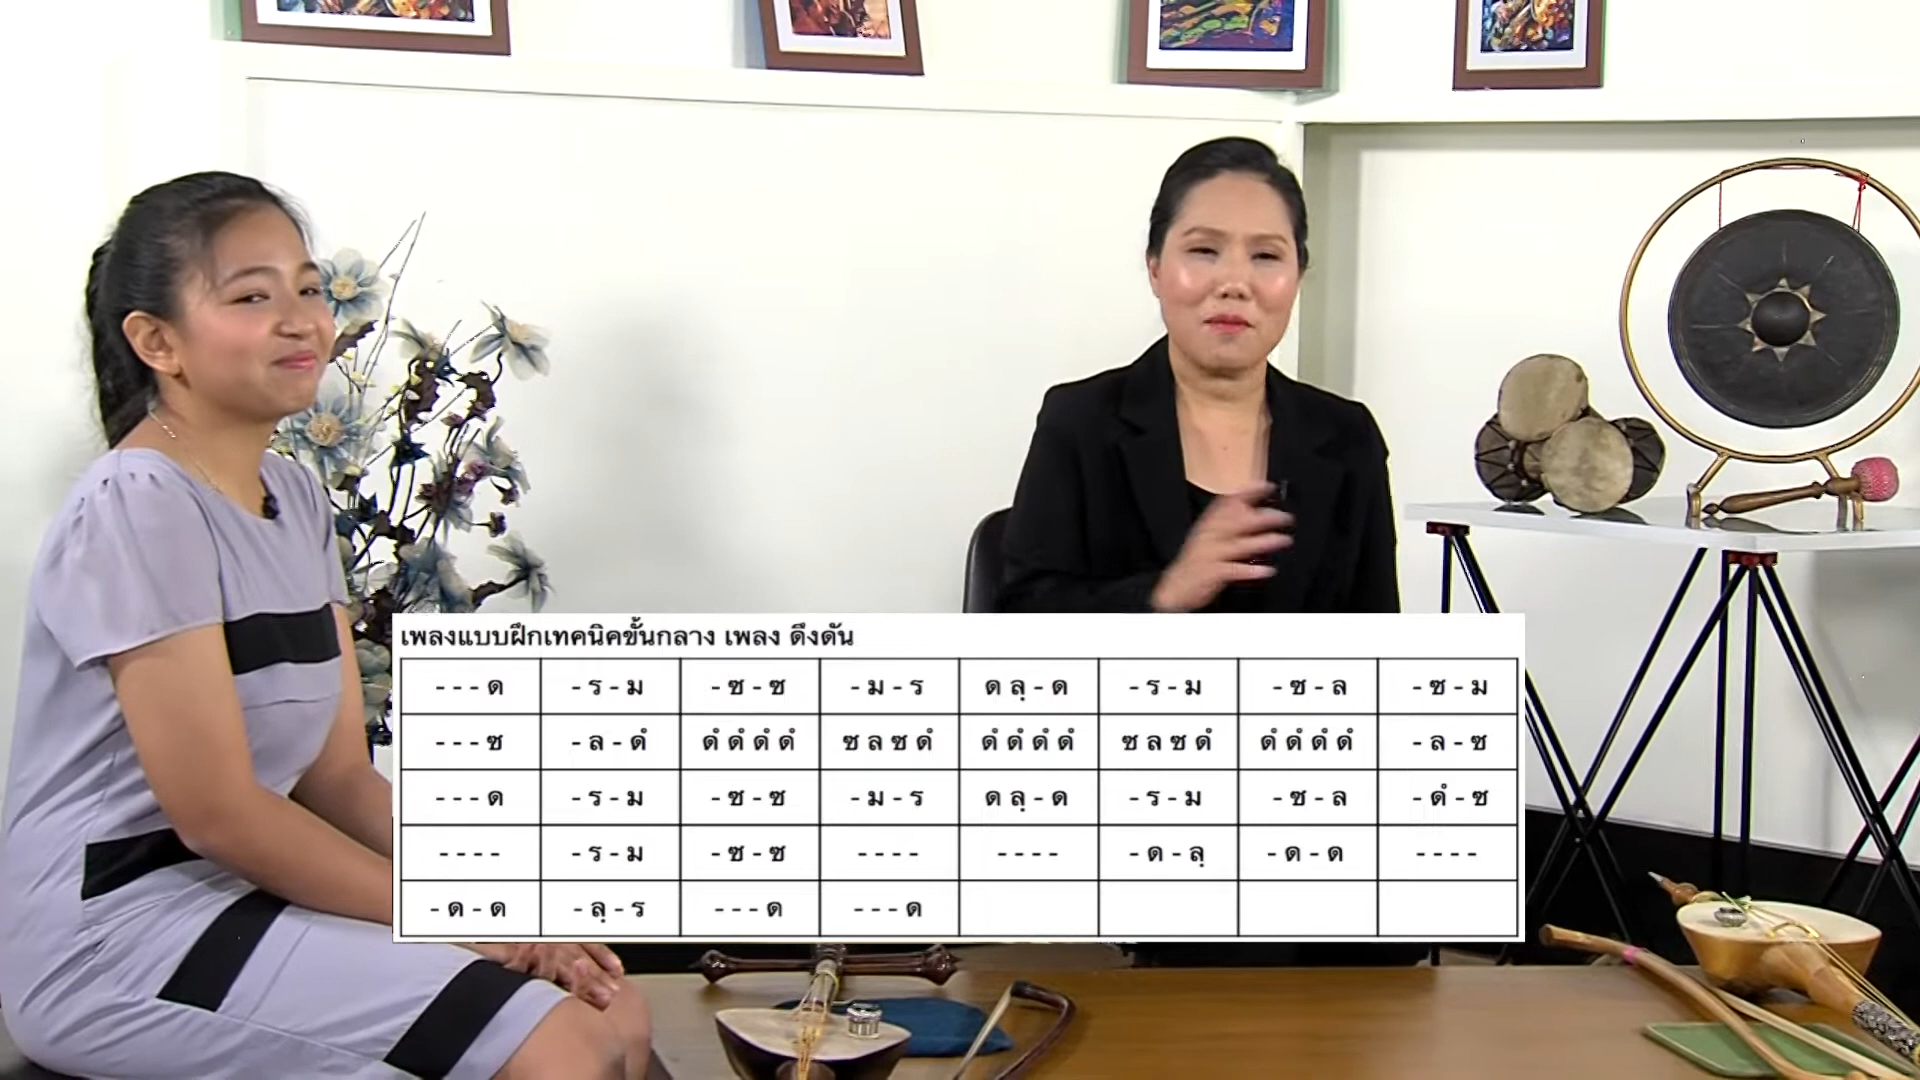 เพลงแบบฝึกเทคนิคขั้นกลาง เพลง ดึงดัน
- - - ด - ร - ม - ซ - ซ - ม - ร ด ลฺ - ด - ร - ม - ซ - ล - ซ - ม
- - - ซ - ล - ดํ ดํ ดํ ดํ ดํ ซ ล ซ ดํ ดํ ดํ ดํ ดํ ซ ล ซ ดํ ดํ ดํ ดํ ดํ - ล - ซ
- - - ด - ร - ม - ซ - ซ - ม - ร ด ลฺ - ด - ร - ม - ซ - ล - ดํ - ซ
- - - - - ร - ม - ซ - ซ - - - - - - - - - ด - ลฺ - ด - ด - - - -
- ด - ด - ลฺ - ร - - - ด - - - ด